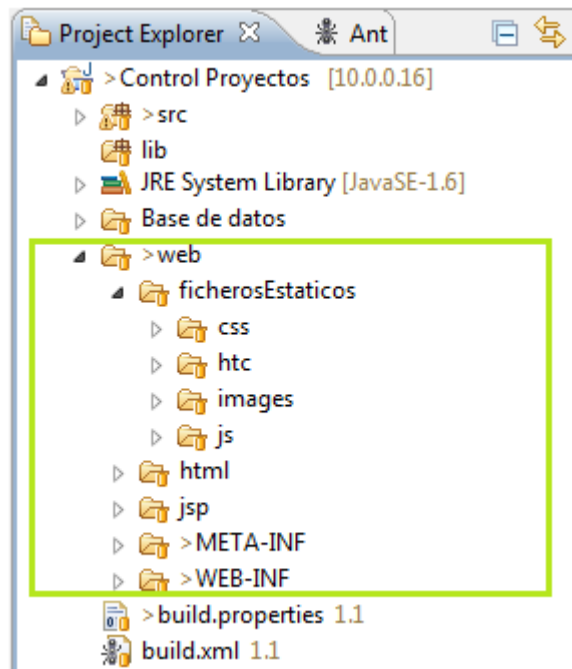 Project Explorer Ant
>Control Proyectos [10.0.0.16]
>src
lib
JRE System Library [JavaSE-1.6]
Base de datos
>web
ficherosEstaticos
css
htc
images
js
html
jsp
>META-INF
>WEB-INF
>build.properties 1.1
build.xml 1.1